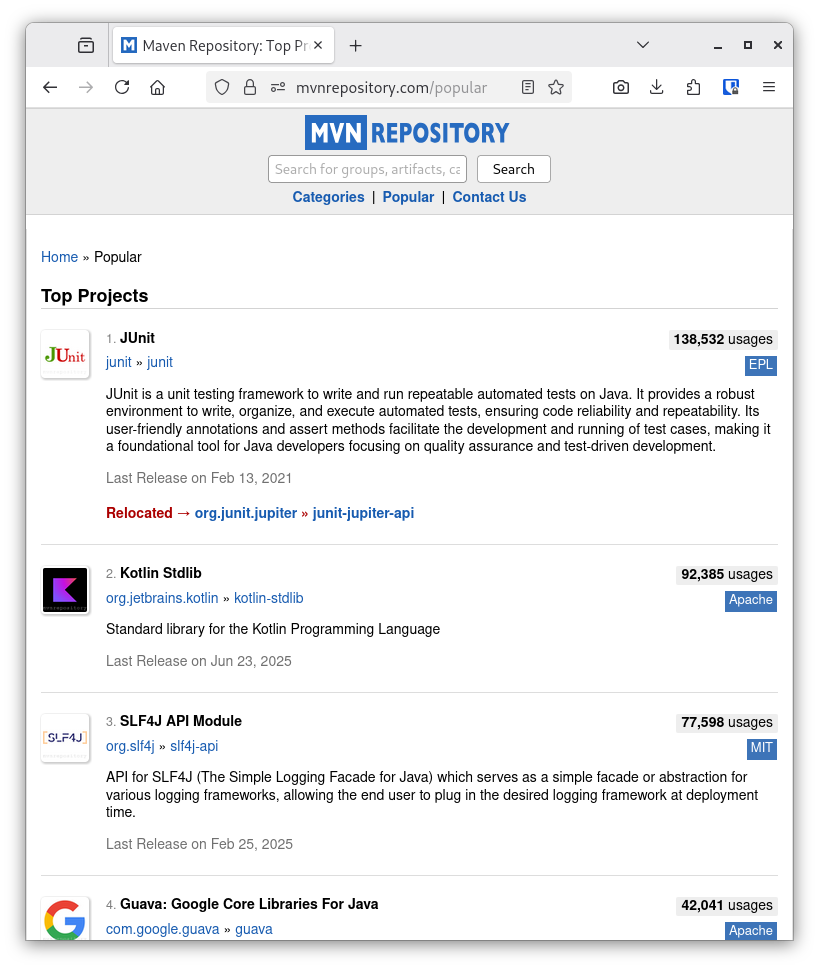 Maven Repository: Top Pr
mvnrepository.com/popular
MVN REPOSITORY
Search for groups, artifacts, ca
Search
Categories | Popular | Contact Us
Home » Popular
Top Projects
JUnit
1. JUnit
138,532 usages
junit » junit
EPL
JUnit is a unit testing framework to write and run repeatable automated tests on Java. It provides a robust
environment to write, organize, and execute automated tests, ensuring code reliability and repeatability. Its
user-friendly annotations and assert methods facilitate the development and running of test cases, making it
a foundational tool for Java developers focusing on quality assurance and test-driven development.
Last Release on Feb 13, 2021
Relocated → org.junit.jupiter » junit-jupiter-api
2. Kotlin Stdlib
92,385 usages
org.jetbrains.kotlin » kotlin-stdlib
Apache
Standard library for the Kotlin Programming Language
Last Release on Jun 23, 2025
[SLF4J]
3. SLF4J API Module
77,598 usages
org.slf4j » slf4j-api
MIT
API for SLF4J (The Simple Logging Facade for Java) which serves as a simple facade or abstraction for
various logging frameworks, allowing the end user to plug in the desired logging framework at deployment
time.
Last Release on Feb 25, 2025
4. Guava: Google Core Libraries For Java
42,041 usages
com.google.guava » guava
Apache